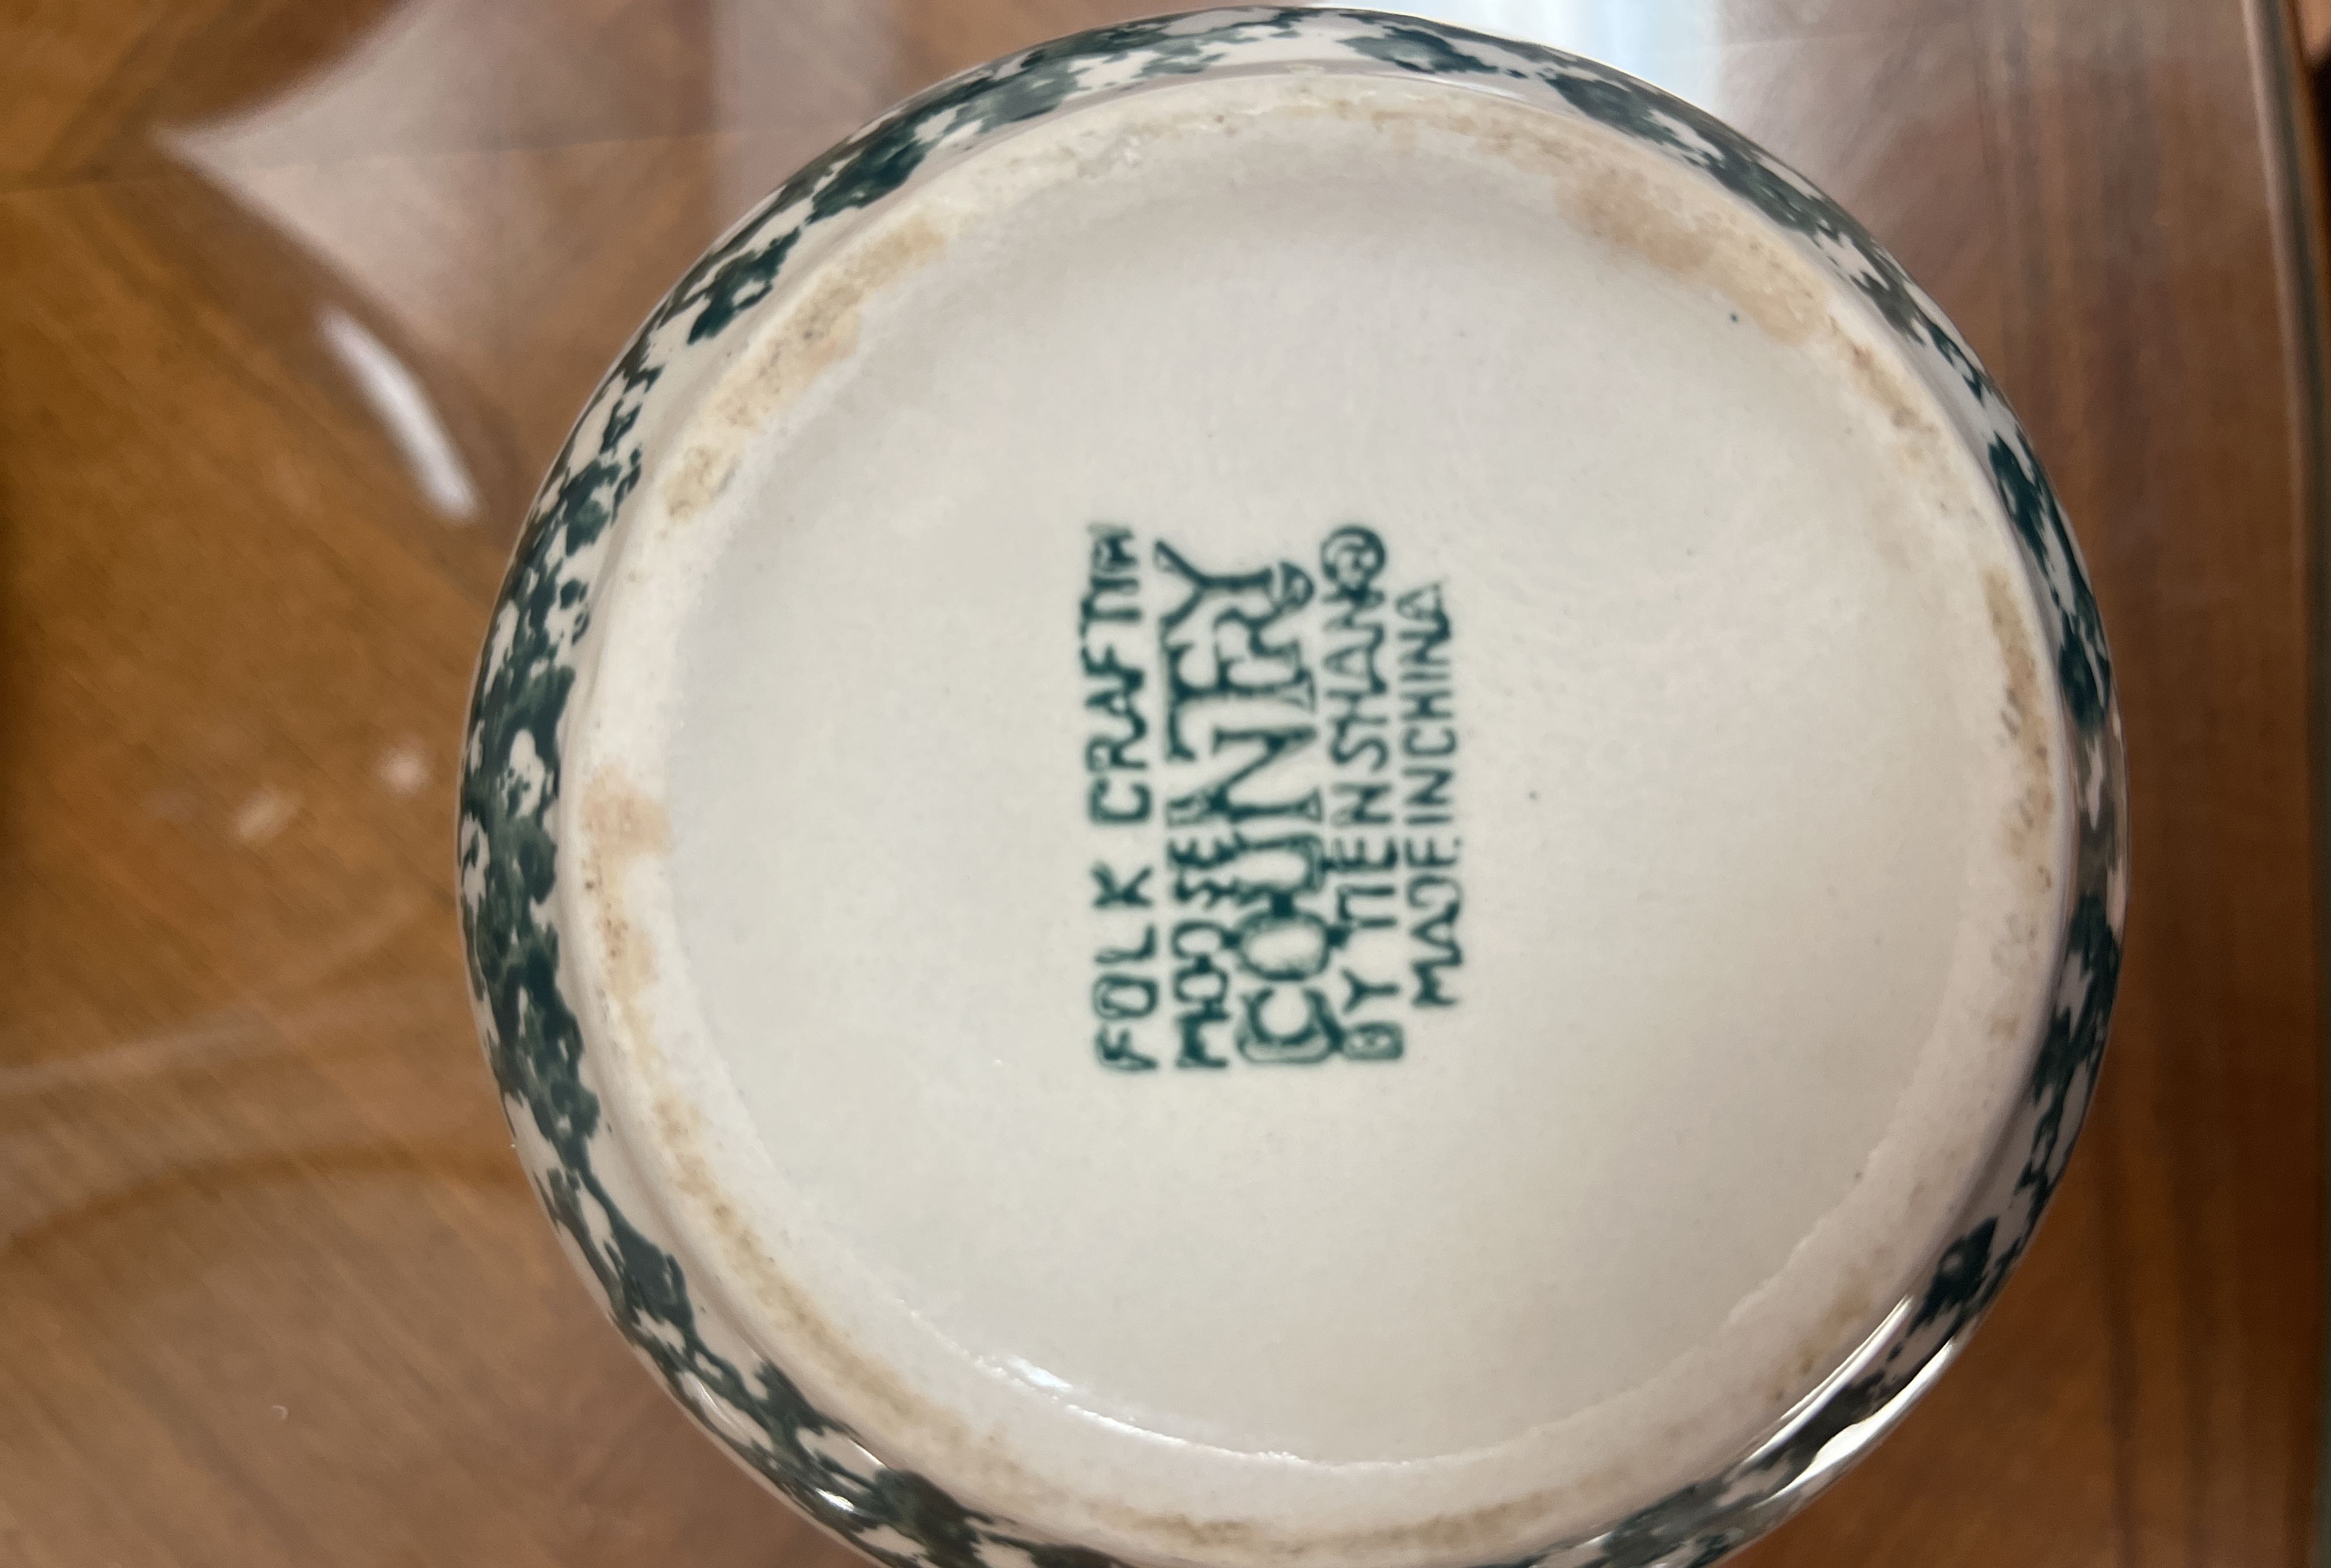 FOLK CRAFT™
MOOSE
COUNTRY
BY TIENSHAN®
MADE IN CHINA